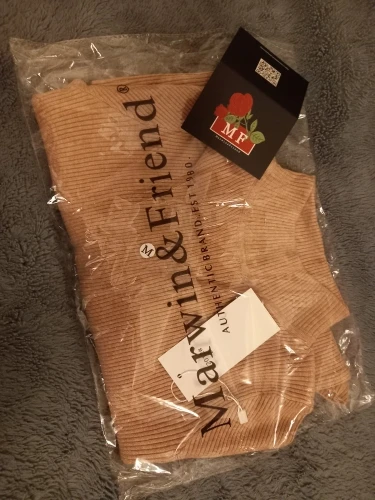 Marwin&Friend®
AUTHENTIC BRAND, EST 1980
M
MF